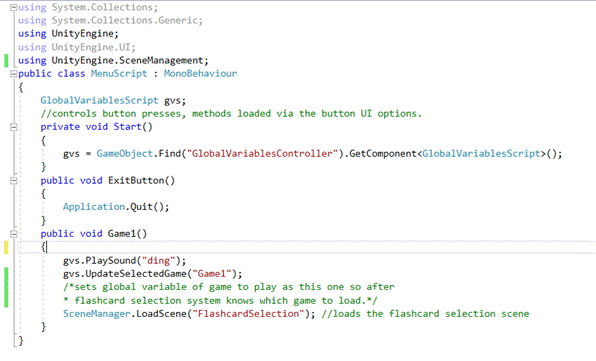 using System.Collections;
using System.Collections.Generic;
using UnityEngine;
using UnityEngine.UI;
using UnityEngine.SceneManagement;
public class MenuScript : MonoBehaviour
{
    GlobalVariablesScript gvs;
    //controls button presses, methods loaded via the button UI options.
    private void Start()
    {
        gvs = GameObject.Find("GlobalVariablesController").GetComponent<GlobalVariablesScript>();
    }
    public void ExitButton()
    {
        Application.Quit();
    }
    public void Game1()
    {
        gvs.PlaySound("ding");
        gvs.UpdateSelectedGame("Game1");
        /*sets global variable of game to play as this one so after
        * flashcard selection system knows which game to load.*/
        SceneManager.LoadScene("FlashcardSelection"); //loads the flashcard selection scene
    }
}